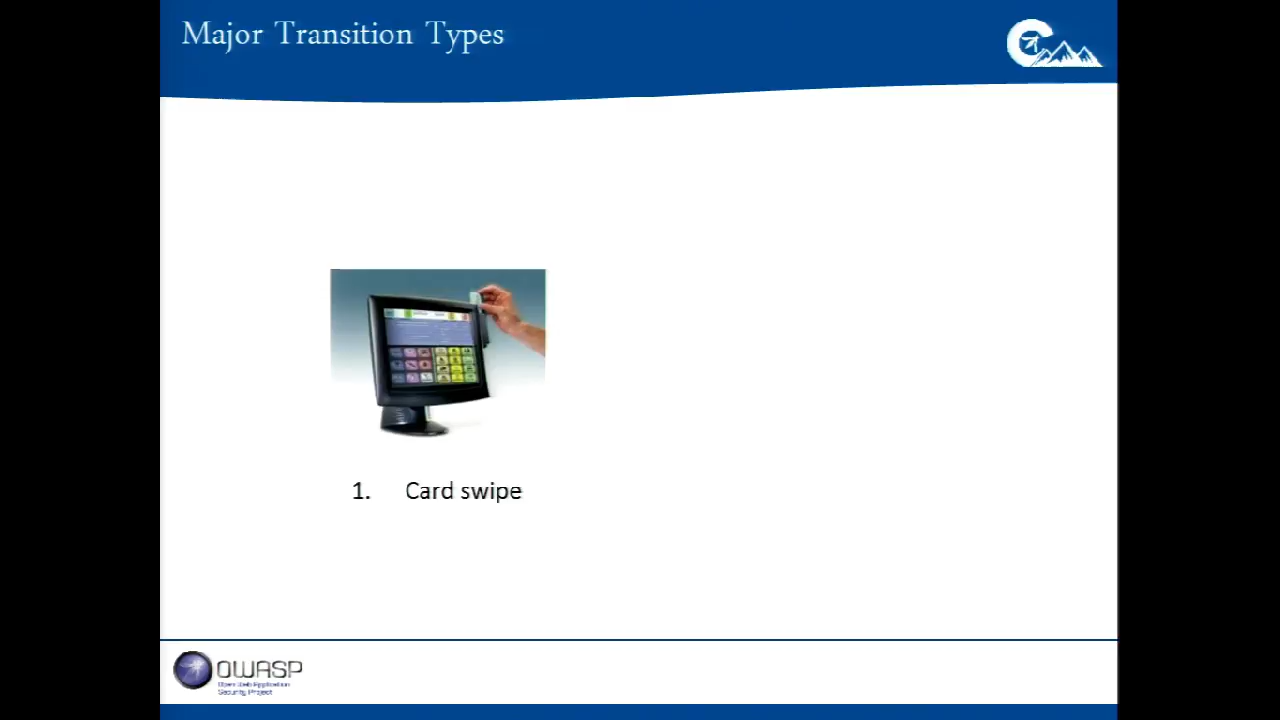 Major Transition Types
1. Card swipe
OWASP
Open Web Application
Security Project